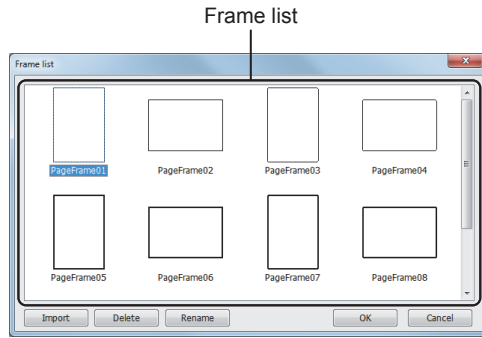 Frame list
Frame list
PageFrame01 PageFrame02 PageFrame03 PageFrame04
PageFrame05 PageFrame06 PageFrame07 PageFrame08
Import Delete Rename OK Cancel